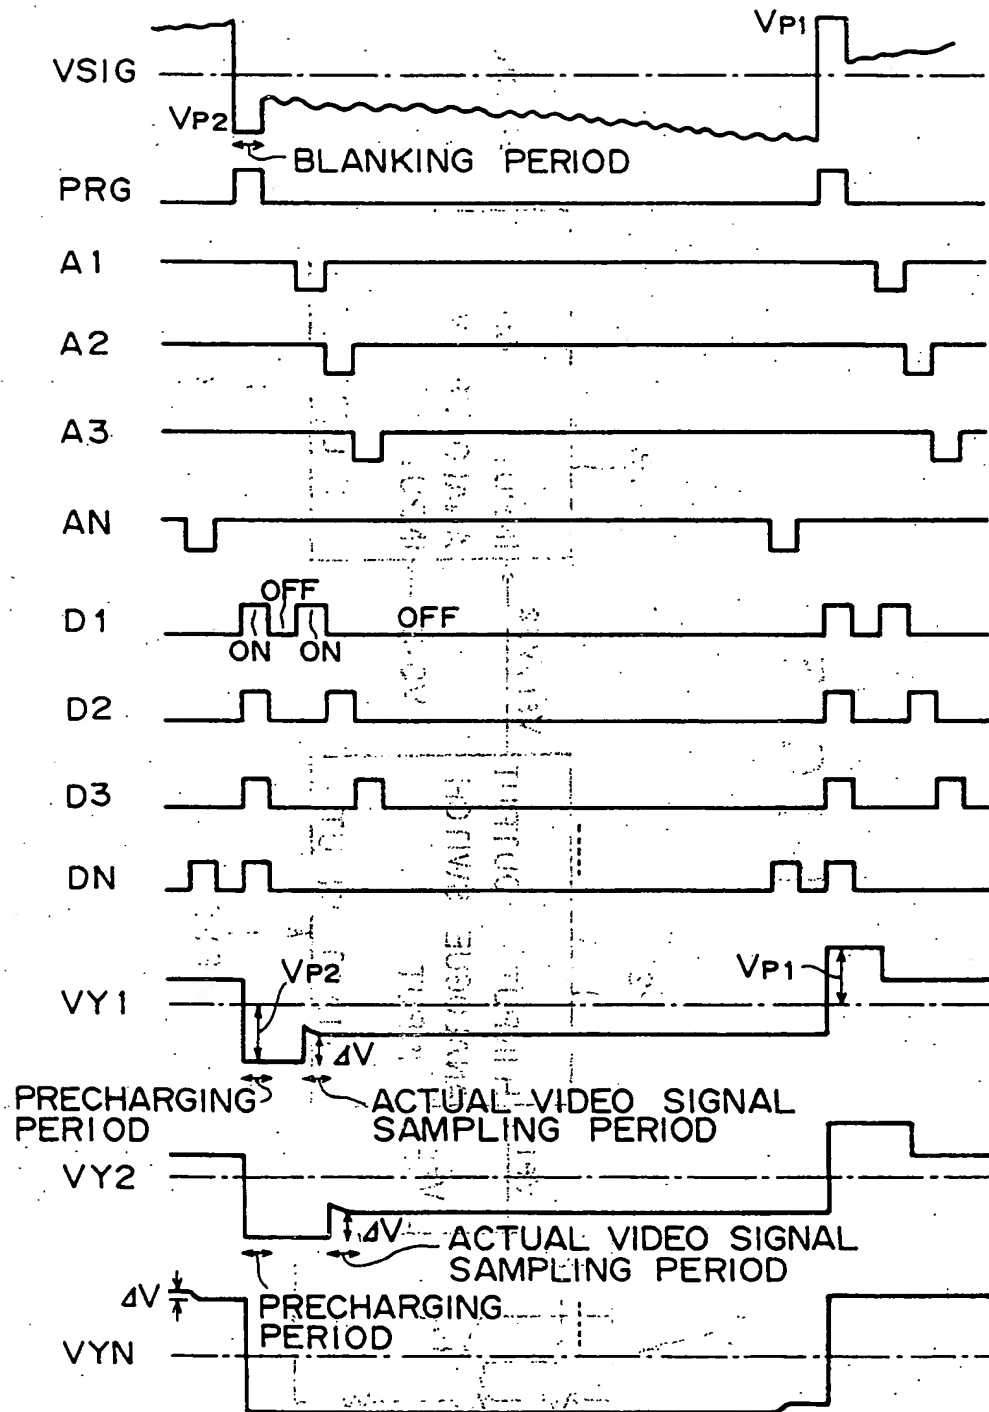 VP1
VSIG
VP2
BLANKING PERIOD
PRG
A1
A2
A3
AN
OFF
D1
OFF
ON
ON
D2
D3
DN
VP2
VP1
VY1
ΔV
PRECHARGING
PERIOD
ACTUAL VIDEO SIGNAL
SAMPLING PERIOD
VY2
ΔV
ACTUAL VIDEO SIGNAL
SAMPLING PERIOD
ΔV
PRECHARGING
PERIOD
VYN